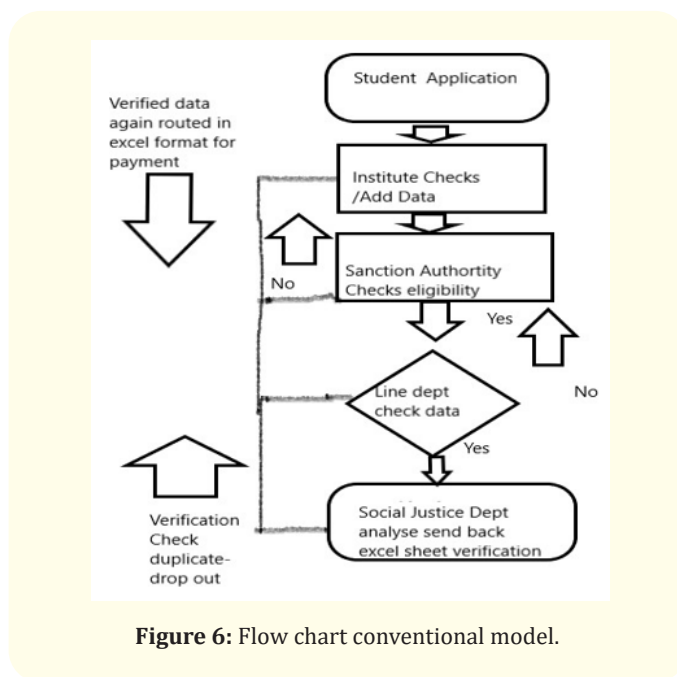 Student Application
Verified data
again routed in
excel format for
payment
Institute Checks
/Add Data
No
Sanction Authortity
Checks eligibility
Yes
No
Line dept
check data
Yes
Verification
Check
duplicate-
drop out
Social Justice Dept
analyse send back
excel sheet verification
Figure 6: Flow chart conventional model.